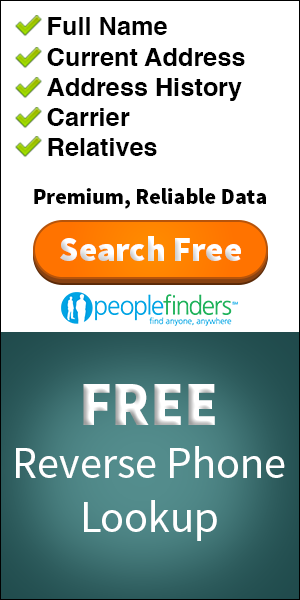 Full Name
Current Address
Address History
Carrier
Relatives
Premium, Reliable Data
Search Free
peoplefinders℠
find anyone, anywhere
FREE
Reverse Phone
Lookup